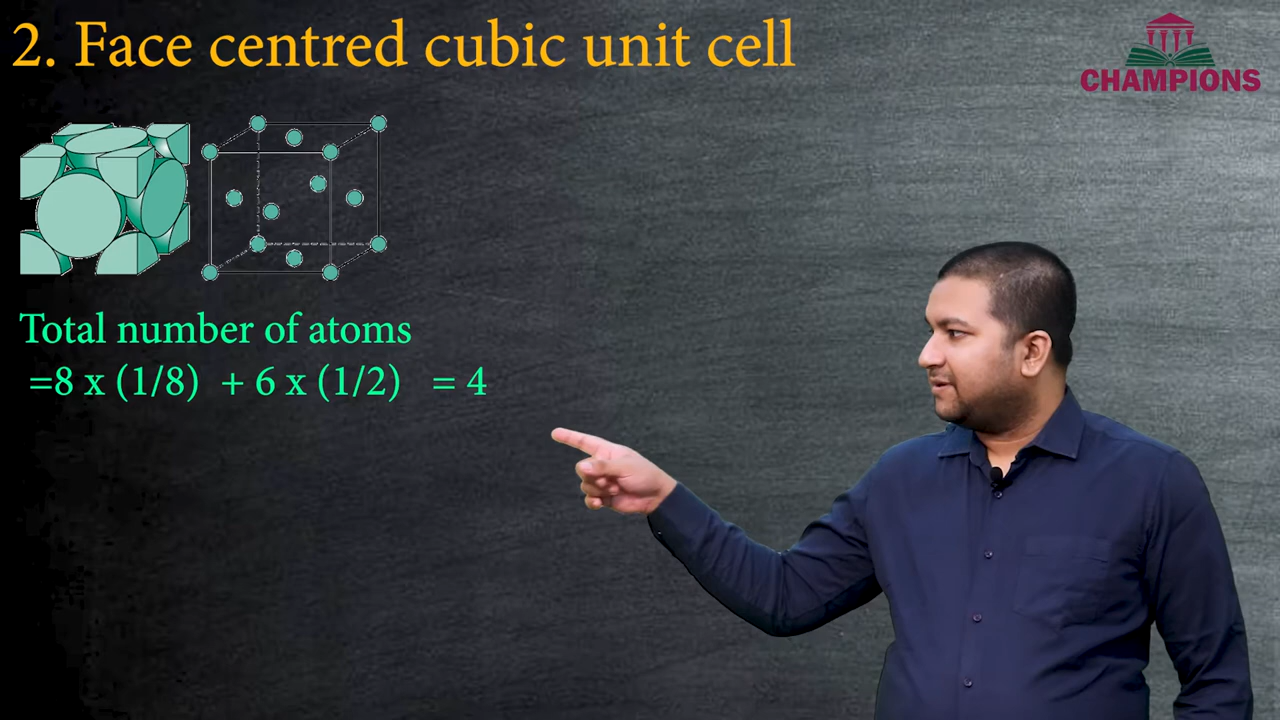 2. Face centred cubic unit cell
CHAMPIONS
Total number of atoms
=8 x (1/8) + 6 x (1/2) = 4